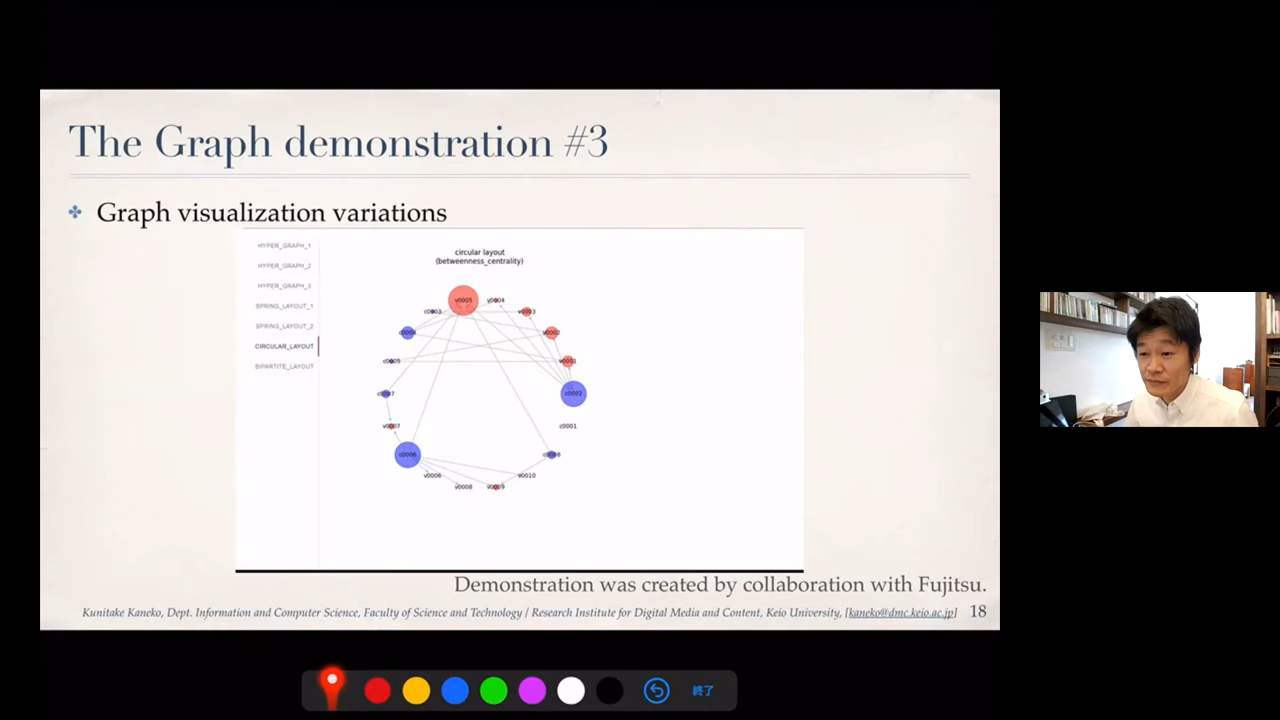 The Graph demonstration #3
✤ Graph visualization variations
HYPER_GRAPH_1
HYPER_GRAPH_2
HYPER_GRAPH_3
SPRING_LAYOUT_1
SPRING_LAYOUT_2
CIRCULAR_LAYOUT
BIPARTITE_LAYOUT
circular layout
(betweenness_centrality)
v0005
v0004
c0003
v0003
c0004
v0002
c0005
v0001
c0007
c0002
v0007
c0001
c0006
c0008
v0006
v0010
v0008
v0009
Demonstration was created by collaboration with Fujitsu.
Kunitake Kaneko, Dept. Information and Computer Science, Faculty of Science and Technology / Research Institute for Digital Media and Content, Keio University, [kaneko@dmc.keio.ac.jp] 18
終了